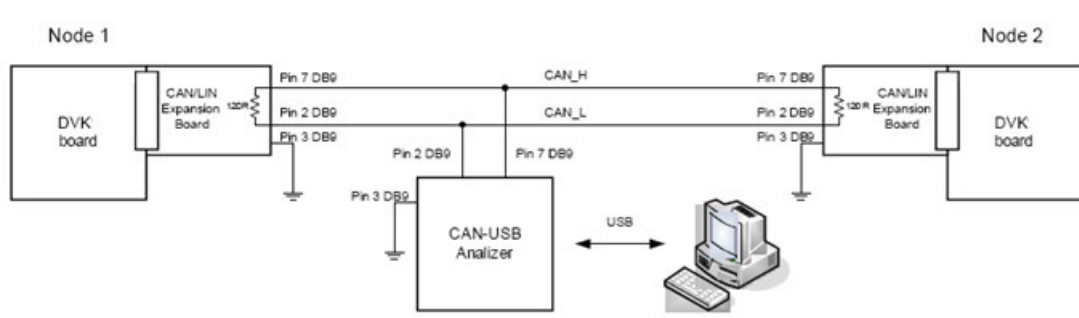 Node 1
Node 2
Pin 7 DB9
CAN_H
Pin 7 DB9
CAN/LIN
Expansion
Board
120R
Pin 2 DB9
CAN_L
Pin 2 DB9
120R
CAN/LIN
Expansion
Board
DVK
board
Pin 3 DB9
Pin 3 DB9
DVK
board
Pin 2 DB9
Pin 7 DB9
Pin 3 DB9
CAN-USB
Analizer
USB